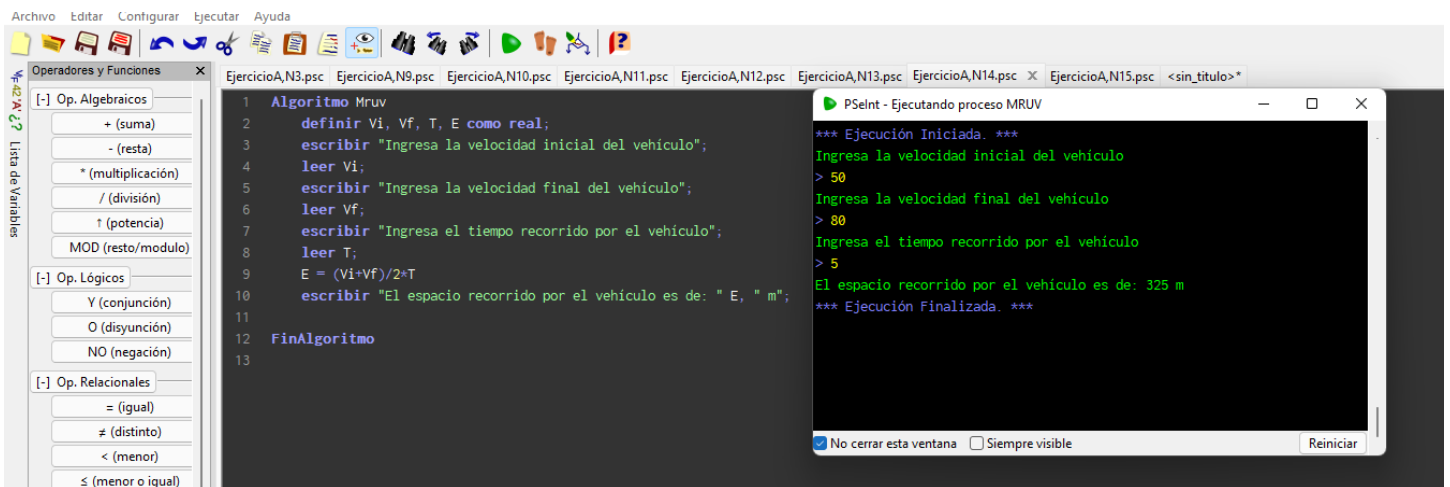 Archivo Editar Configurar Ejecutar Ayuda
Operadores y Funciones X
EjercicioA,N3.psc EjercicioA,N9.psc EjercicioA,N10.psc EjercicioA,N11.psc EjercicioA,N12.psc EjercicioA,N13.psc EjercicioA,N14.psc X EjercicioA,N15.psc <sin_titulo>*
*=42 'A' ¿? Lista de Variables
[-] Op. Algebraicos
+ (suma)
- (resta)
* (multiplicación)
/ (división)
↑ (potencia)
MOD (resto/modulo)
[-] Op. Lógicos
Y (conjunción)
O (disyunción)
NO (negación)
[-] Op. Relacionales
= (igual)
≠ (distinto)
< (menor)
≤ (menor o igual)
1 Algoritmo Mruv
2 definir Vi, Vf, T, E como real;
3 escribir "Ingresa la velocidad inicial del vehículo";
4 leer Vi;
5 escribir "Ingresa la velocidad final del vehículo";
6 leer Vf;
7 escribir "Ingresa el tiempo recorrido por el vehículo";
8 leer T;
9 E = (Vi+Vf)/2*T
10 escribir "El espacio recorrido por el vehículo es de: " E, " m";
11
12 FinAlgoritmo
13
PSeInt - Ejecutando proceso MRUV
*** Ejecución Iniciada. ***
Ingresa la velocidad inicial del vehículo
> 50
Ingresa la velocidad final del vehículo
> 80
Ingresa el tiempo recorrido por el vehículo
> 5
El espacio recorrido por el vehículo es de: 325 m
*** Ejecución Finalizada. ***
No cerrar esta ventana Siempre visible Reiniciar